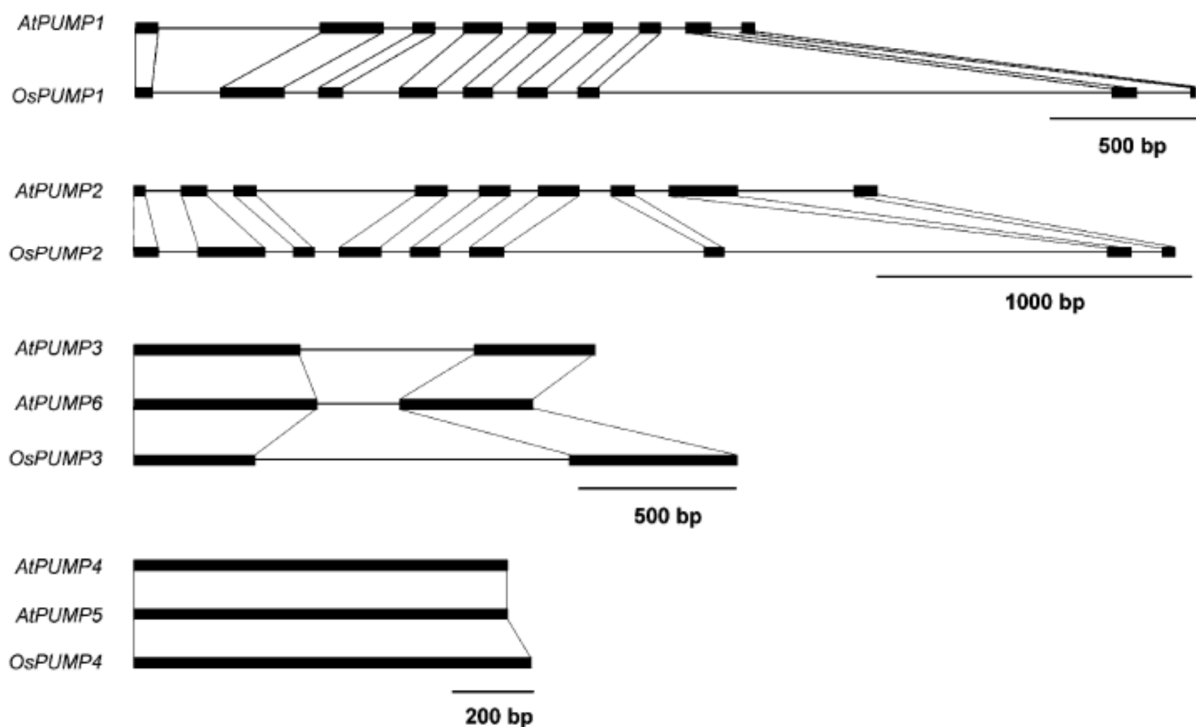 AtPUMP1
OsPUMP1
500 bp
AtPUMP2
OsPUMP2
1000 bp
AtPUMP3
AtPUMP6
OsPUMP3
500 bp
AtPUMP4
AtPUMP5
OsPUMP4
200 bp